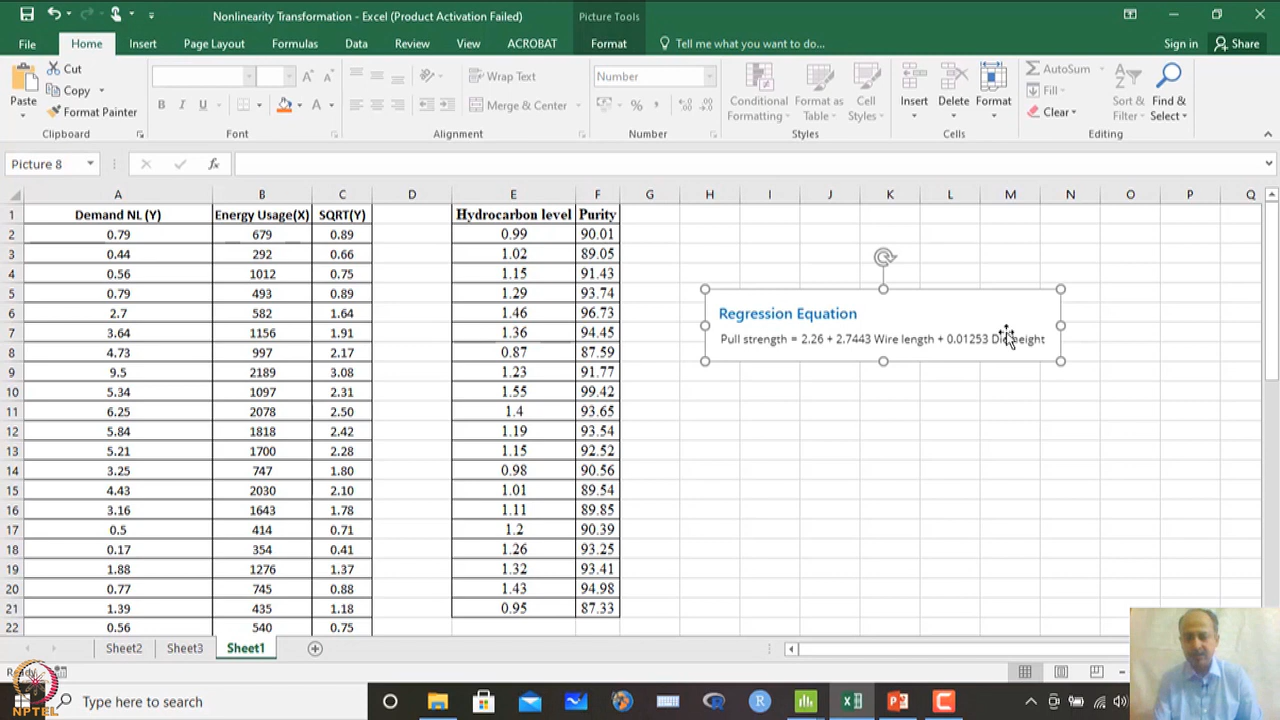 Nonlinearity Transformation - Excel (Product Activation Failed)
Picture Tools
File
Home
Insert
Page Layout
Formulas
Data
Review
View
ACROBAT
Format
Tell me what you want to do...
Sign in
Share
Paste
Cut
Copy
Format Painter
B I U
A A
A
Wrap Text
Merge & Center
Number
%
Conditional Formatting
Format as Table
Cell Styles
Insert
Delete
Format
AutoSum
Fill
Clear
Sort & Filter
Find & Select
Clipboard
Font
Alignment
Number
Styles
Cells
Editing
Picture 8
fx
A B C D E F G H I J K L M N O P Q
1 Demand NL (Y) Energy Usage(X) SQRT(Y) Hydrocarbon level Purity
2 0.79 679 0.89 0.99 90.01
3 0.44 292 0.66 1.02 89.05
4 0.56 1012 0.75 1.15 91.43
5 0.79 493 0.89 1.29 93.74
6 2.7 582 1.64 1.46 96.73
7 3.64 1156 1.91 1.36 94.45
8 4.73 997 2.17 0.87 87.59
9 9.5 2189 3.08 1.23 91.77
10 5.34 1097 2.31 1.55 99.42
11 6.25 2078 2.50 1.4 93.65
12 5.84 1818 2.42 1.19 93.54
13 5.21 1700 2.28 1.15 92.52
14 3.25 747 1.80 0.98 90.56
15 4.43 2030 2.10 1.01 89.54
16 3.16 1643 1.78 1.11 89.85
17 0.5 414 0.71 1.2 90.39
18 0.17 354 0.41 1.26 93.25
19 1.88 1276 1.37 1.32 93.41
20 0.77 745 0.88 1.43 94.98
21 1.39 435 1.18 0.95 87.33
22 0.56 540 0.75
Regression Equation
Pull strength = 2.26 + 2.7443 Wire length + 0.01253 Die height
Sheet2
Sheet3
Sheet1
Type here to search
R
NPTEL